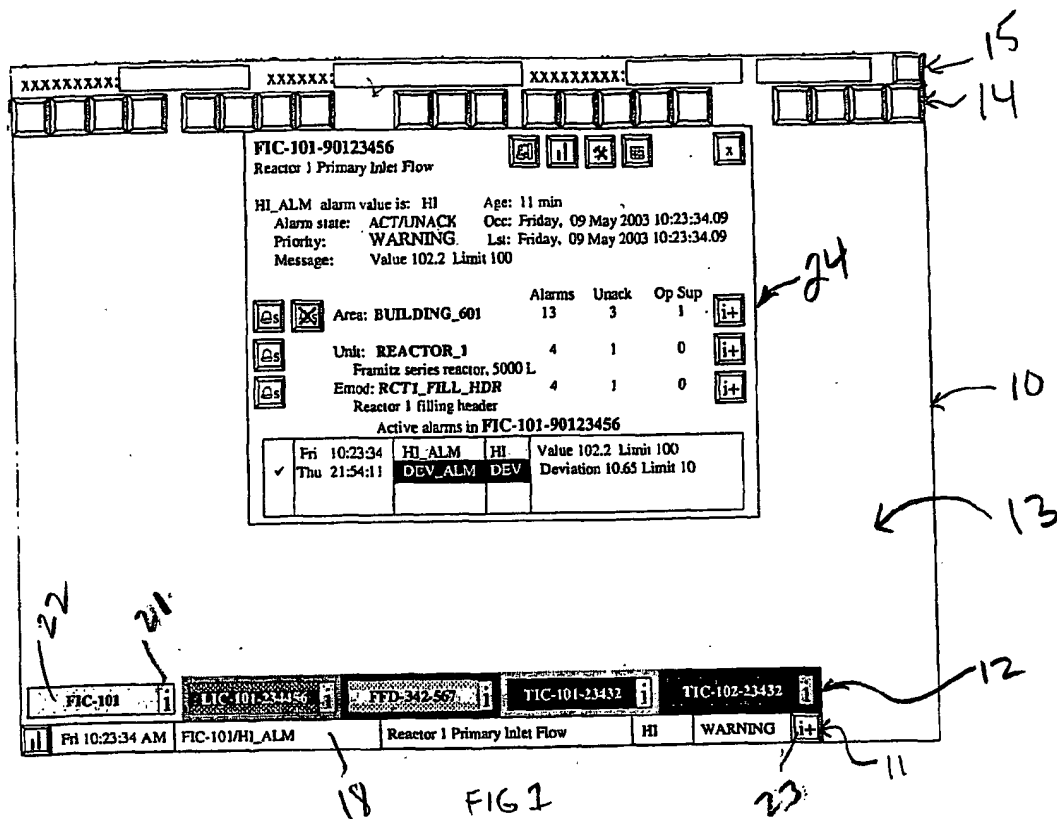 15
xxxxxxxxxx: xxxxxx: xxxxxxxxx:
14
FIC-101-90123456 x
Reactor 1 Primary Inlet Flow
HI_ALM alarm value is: HI Age: 11 min
Alarm state: ACT/UNACK Occ: Friday, 09 May 2003 10:23:34.09
Priority: WARNING Lst: Friday, 09 May 2003 10:23:34.09
Message: Value 102.2 Limit 100
24
Alarms Unack Op Sup
Area: BUILDING_601 13 3 1 i+
Unit: REACTOR_1 4 1 0 i+
Framitz series reactor, 5000 L
Emod: RCT1_FILL_HDR 4 1 0 i+
Reactor 1 filling header
10
Active alarms in FIC-101-90123456
Fri 10:23:34 HI_ALM HI Value 102.2 Limit 100
✓ Thu 21:54:11 DEV_ALM DEV Deviation 10.65 Limit 10
13
22 21
FIC-101 i i FFD-342-567 i TIC-101-23432 i TIC-102-23432 i
12
Fri 10:23:34 AM FIC-101/HI_ALM Reactor 1 Primary Inlet Flow HI WARNING i+
11
18 FIG 1 23